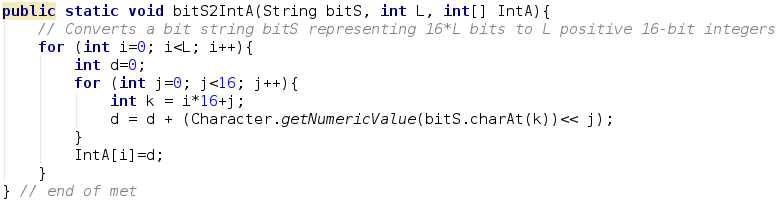 public static void bitS2IntA(String bitS, int L, int[] IntA){
    // Converts a bit string bitS representing 16*L bits to L positive 16-bit integers
    for (int i=0; i<L; i++){
        int d=0;
        for (int j=0; j<16; j++){
            int k = i*16+j;
            d = d + (Character.getNumericValue(bitS.charAt(k))<< j);
        }
        IntA[i]=d;
    }
} // end of met